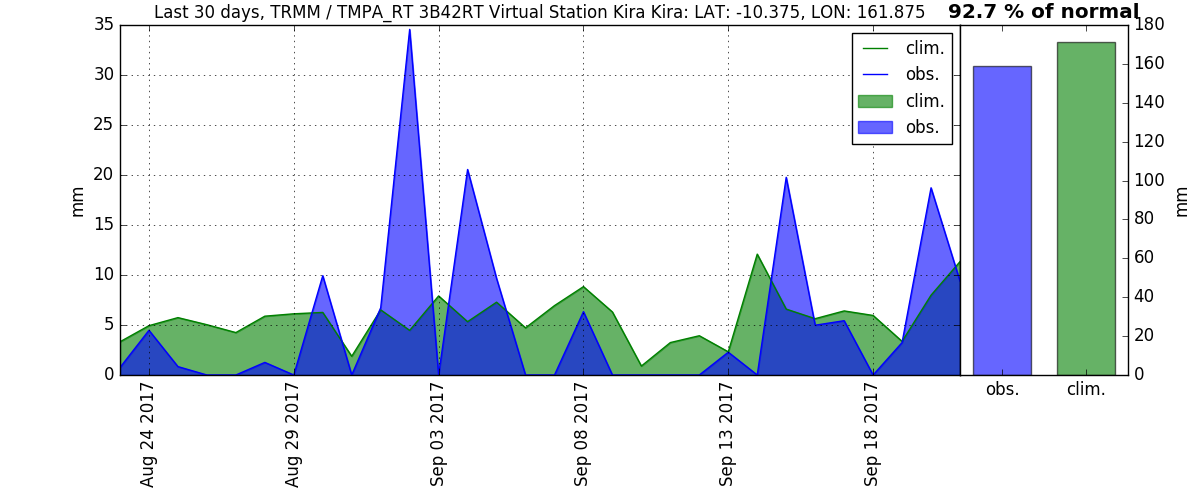 Last 30 days, TRMM / TMPA_RT 3B42RT Virtual Station Kira Kira: LAT: -10.375, LON: 161.875
92.7 % of normal
35
30
25
20
15
10
5
0
mm
clim.
obs.
clim.
obs.
Aug 24 2017
Aug 29 2017
Sep 03 2017
Sep 08 2017
Sep 13 2017
Sep 18 2017
180
160
140
120
100
80
60
40
20
0
mm
obs.
clim.